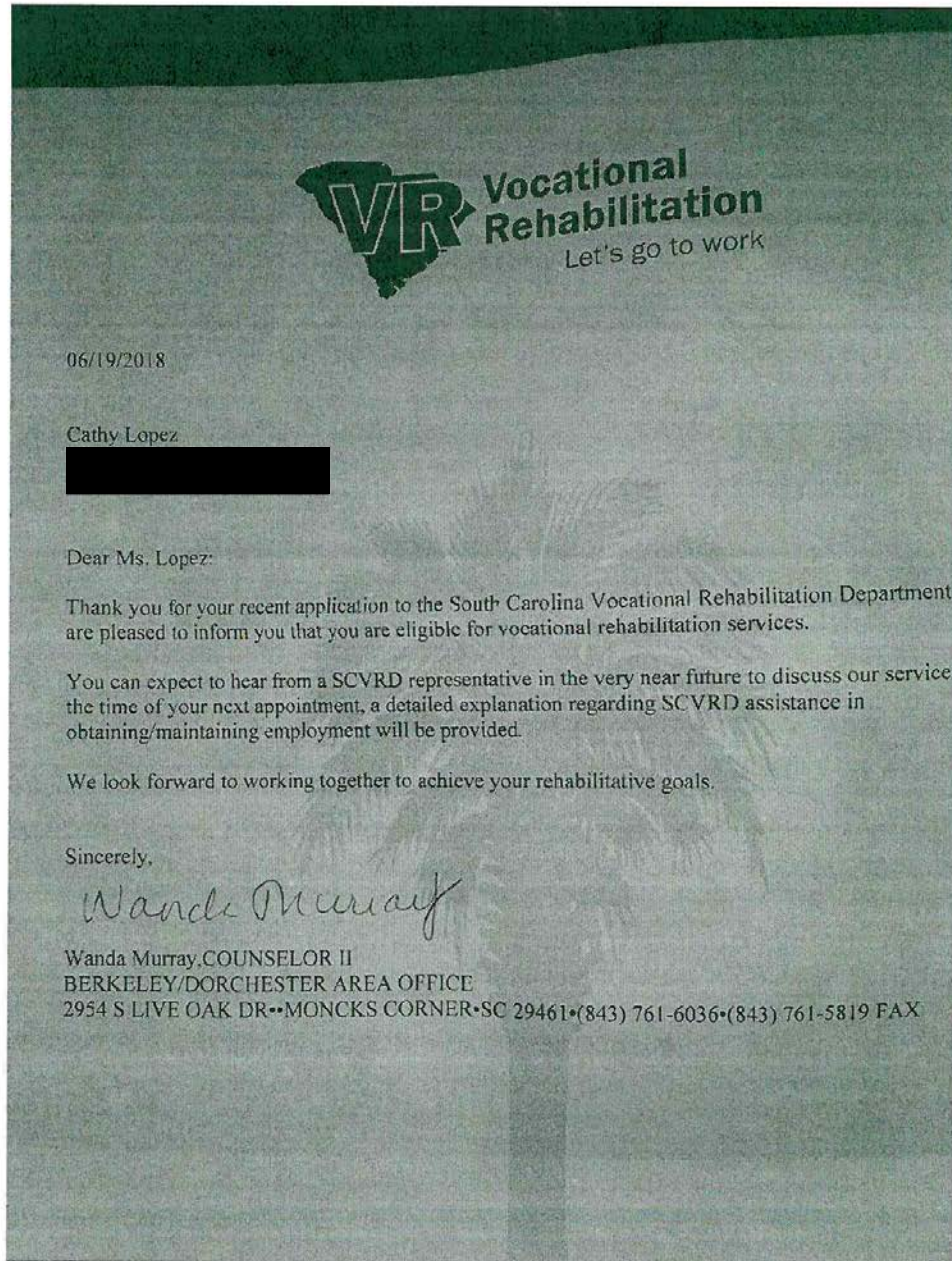 VR Vocational
Rehabilitation
Let's go to work
06/19/2018
Cathy Lopez
Dear Ms. Lopez:
Thank you for your recent application to the South Carolina Vocational Rehabilitation Department
are pleased to inform you that you are eligible for vocational rehabilitation services.
You can expect to hear from a SCVRD representative in the very near future to discuss our service
the time of your next appointment, a detailed explanation regarding SCVRD assistance in
obtaining/maintaining employment will be provided.
We look forward to working together to achieve your rehabilitative goals.
Sincerely,
Wanda Murray
Wanda Murray,COUNSELOR II
BERKELEY/DORCHESTER AREA OFFICE
2954 S LIVE OAK DR••MONCKS CORNER•SC 29461•(843) 761-6036•(843) 761-5819 FAX